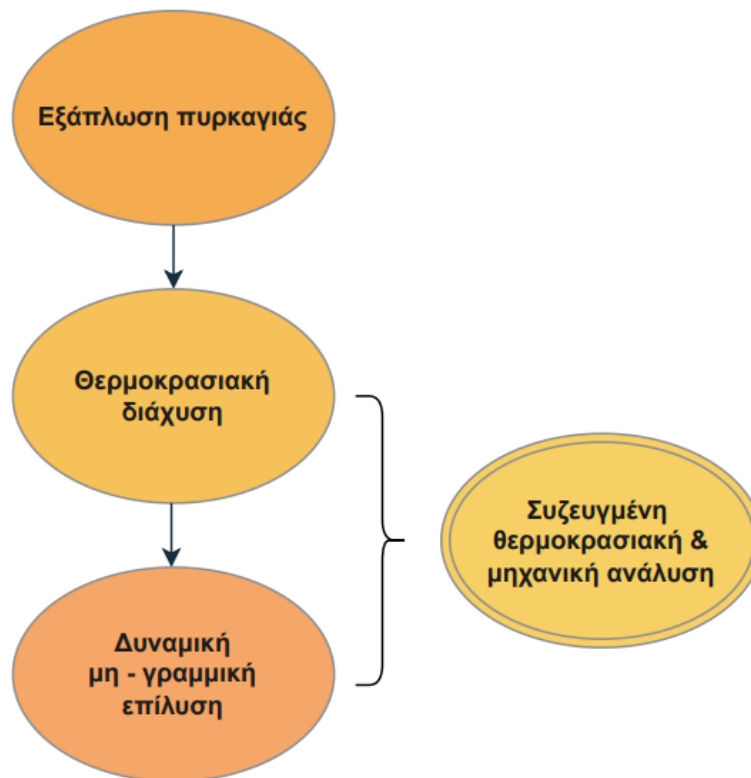 Εξάπλωση πυρκαγιάς
Θερμοκρασιακή
διάχυση
Συζευγμένη
θερμοκρασιακή &
μηχανική ανάλυση
Δυναμική
μη - γραμμική
επίλυση